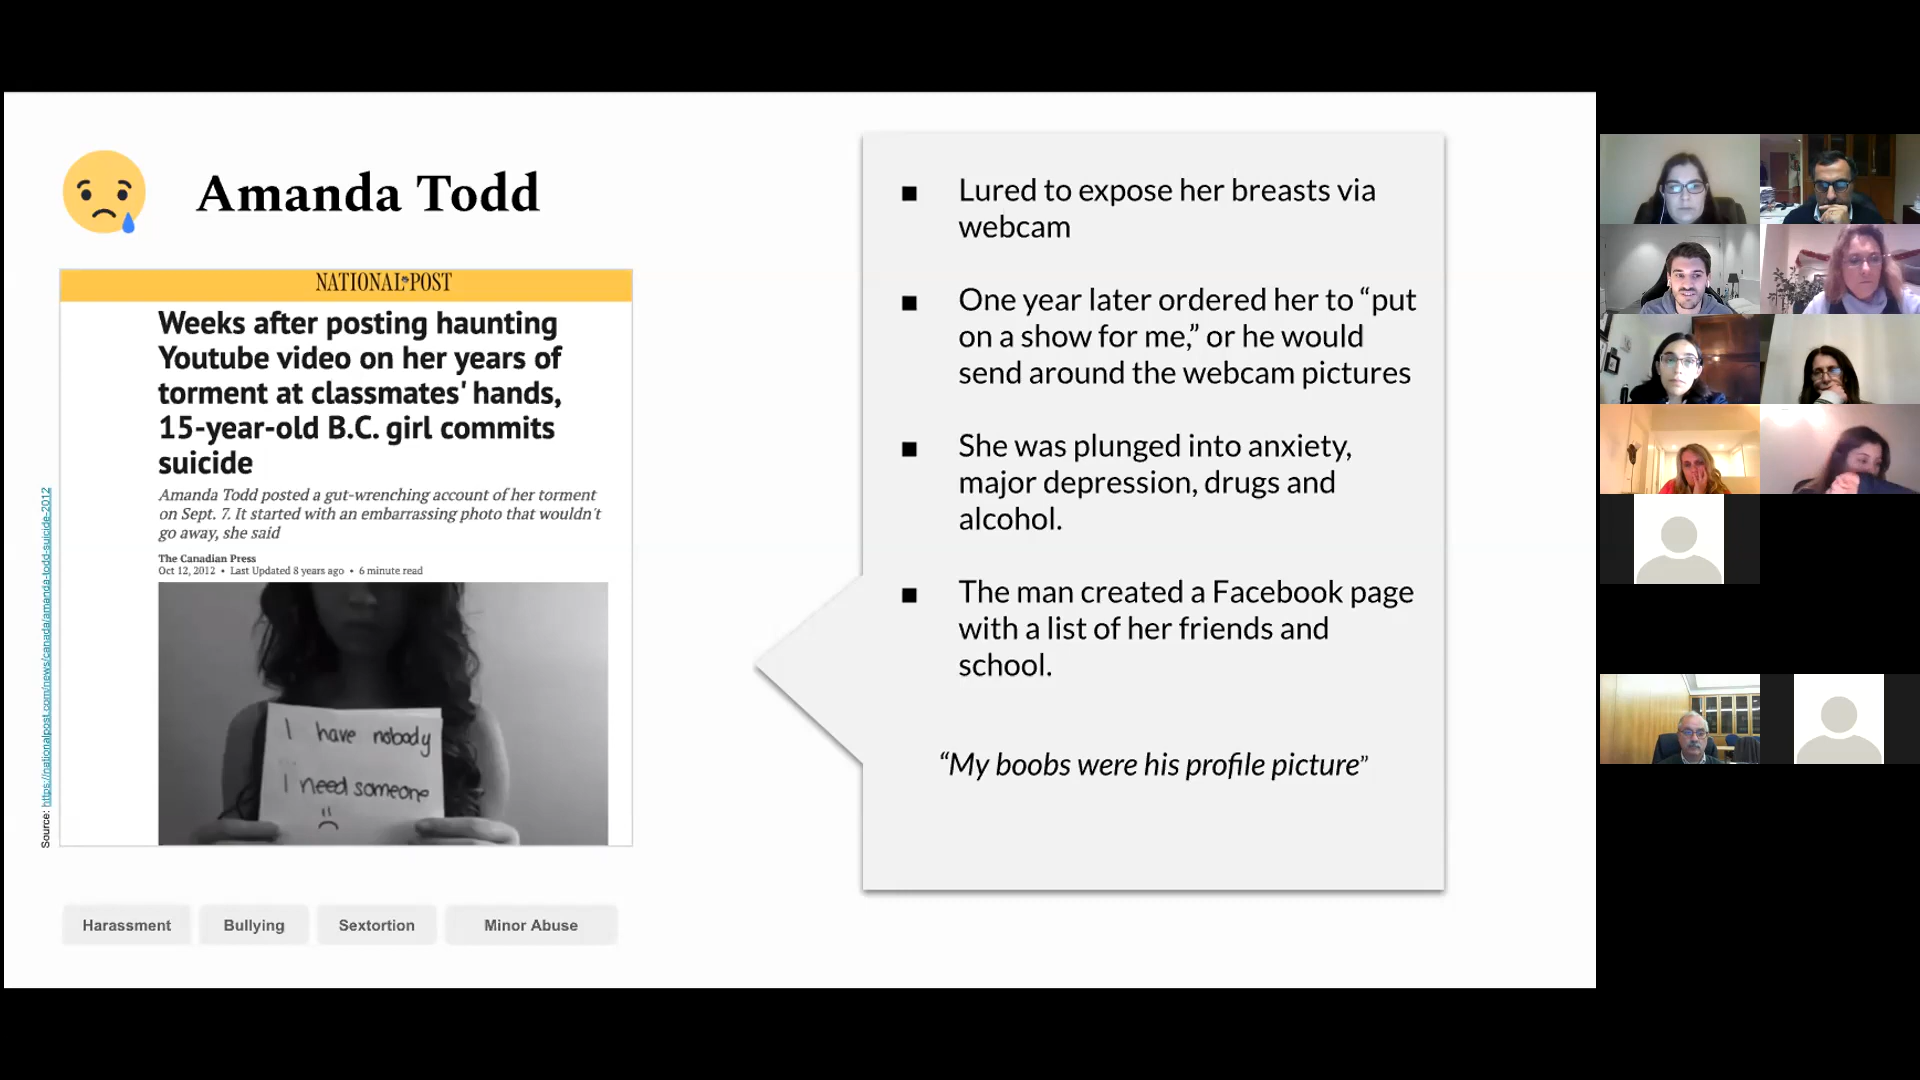 Amanda Todd
NATIONAL POST
Weeks after posting haunting
Youtube video on her years of
torment at classmates' hands,
15-year-old B.C. girl commits
suicide
Amanda Todd posted a gut-wrenching account of her torment
on Sept. 7. It started with an embarrassing photo that wouldn't
go away, she said
The Canadian Press
Oct 12, 2012 • Last Updated 8 years ago • 6 minute read
I have nobody
I need someone
Source: https://nationalpost.com/news/canada/amanda-todd-suicide-2012
Harassment
Bullying
Sextortion
Minor Abuse
■ Lured to expose her breasts via
webcam
■ One year later ordered her to “put
on a show for me,” or he would
send around the webcam pictures
■ She was plunged into anxiety,
major depression, drugs and
alcohol.
■ The man created a Facebook page
with a list of her friends and
school.
“My boobs were his profile picture”